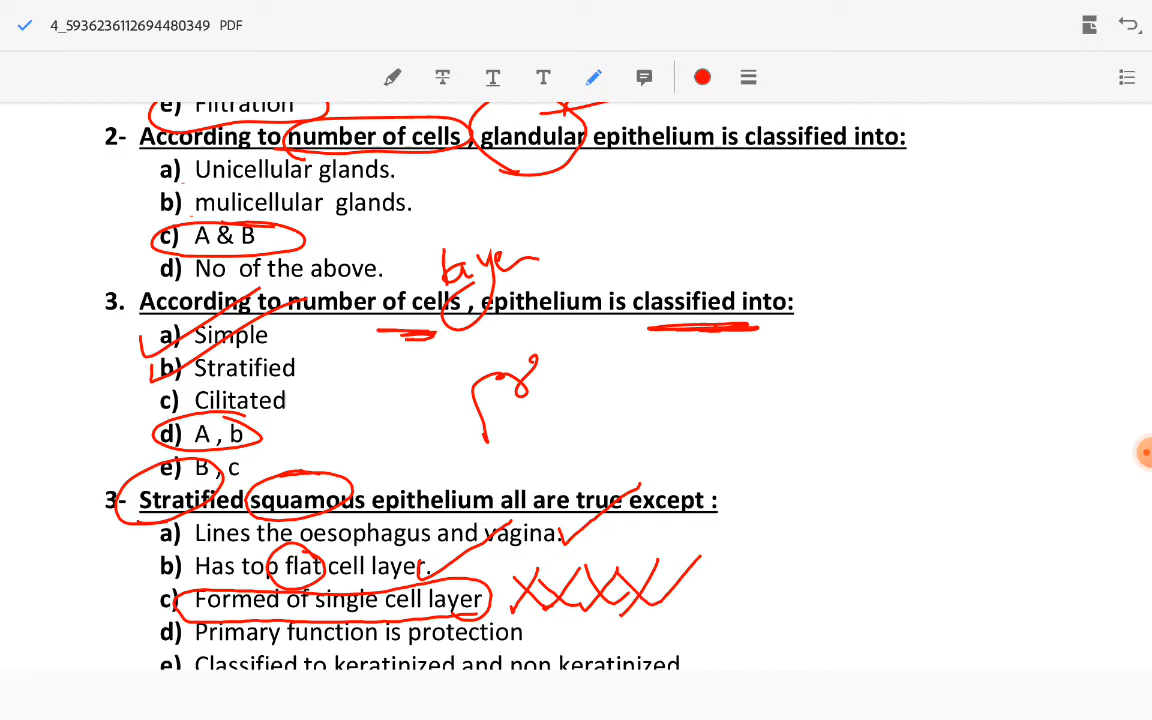 4_5936236112694480349 PDF
e) Filtration
2- According to number of cells , glandular epithelium is classified into:
a) Unicellular glands.
b) mulicellular glands.
c) A & B
layer
d) No of the above.
3. According to number of cells , epithelium is classified into:
a) Simple
b) Stratified
c) Cilitated
d) A , b
e) B , c
3- Stratified squamous epithelium all are true except :
a) Lines the oesophagus and vagina.
b) Has top flat cell layer.
c) Formed of single cell layer
d) Primary function is protection
e) Classified to keratinized and non keratinized